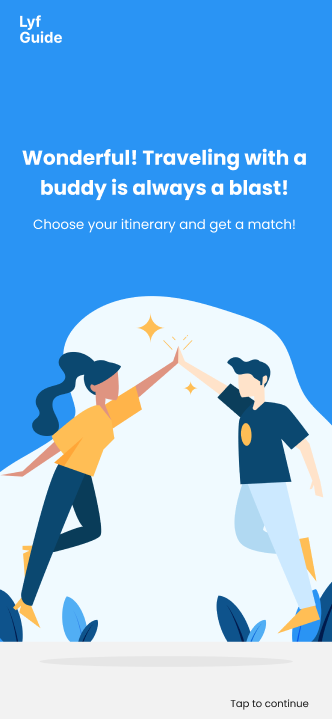 Lyf
Guide
Wonderful! Traveling with a
buddy is always a blast!
Choose your itinerary and get a match!
Tap to continue